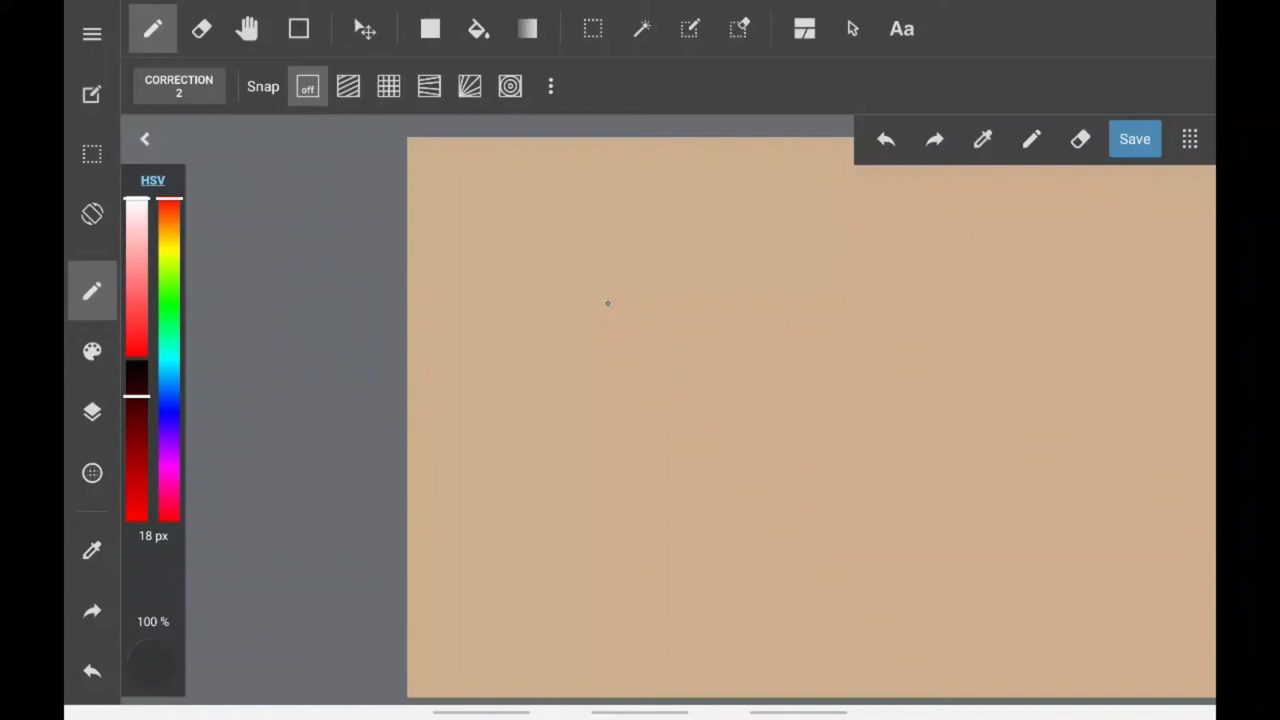 Aa
CORRECTION
2
Snap
off
Save
HSV
18 px
100 %